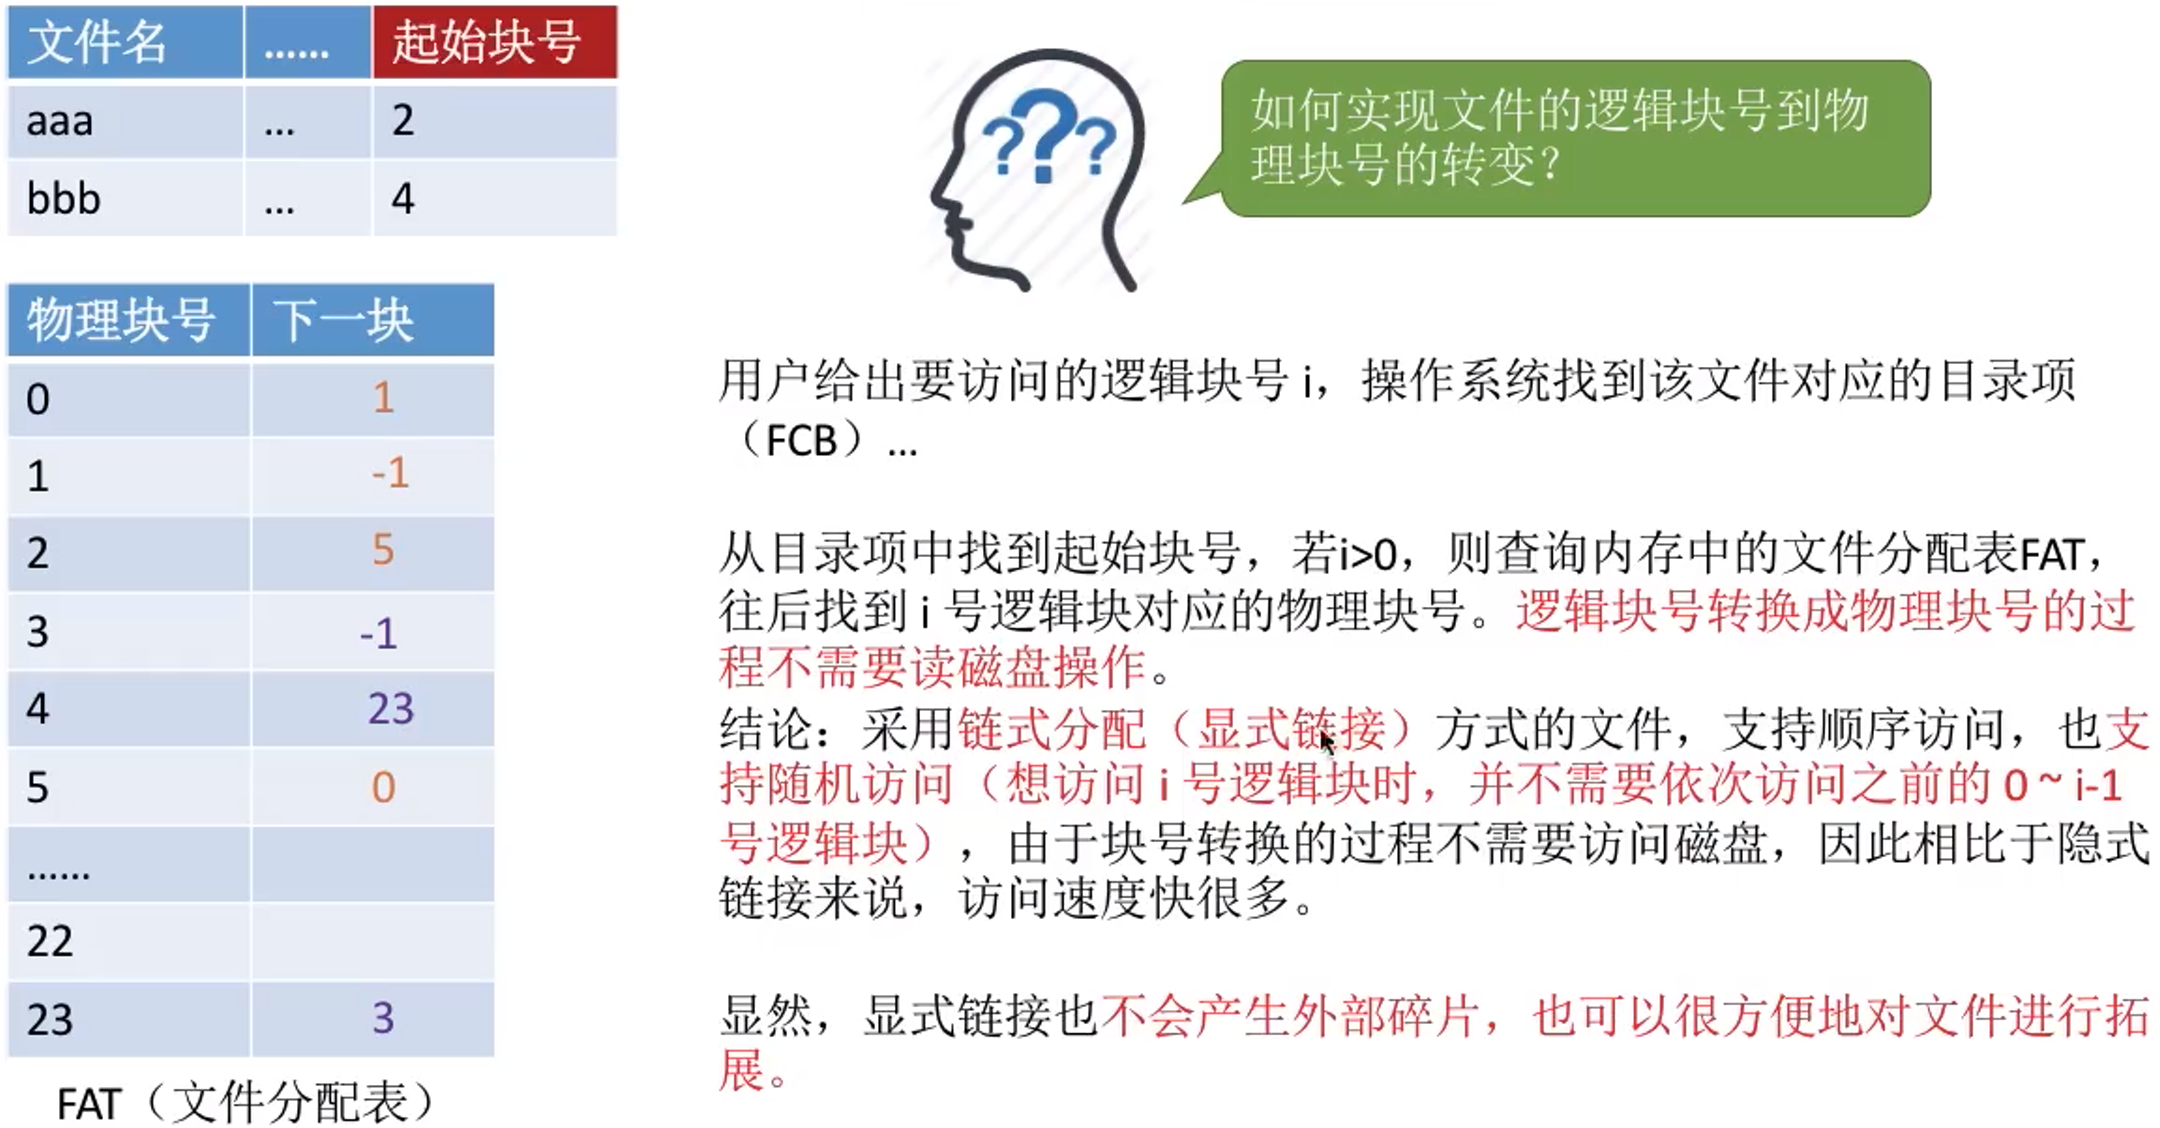 文件名 …… 起始块号
aaa … 2
bbb … 4
???
如何实现文件的逻辑块号到物
理块号的转变？
物理块号 下一块
0 1
1 -1
2 5
3 -1
4 23
5 0
……
22
23 3
FAT（文件分配表）
用户给出要访问的逻辑块号 i，操作系统找到该文件对应的目录项
（FCB）…
从目录项中找到起始块号，若i>0，则查询内存中的文件分配表FAT，
往后找到 i 号逻辑块对应的物理块号。逻辑块号转换成物理块号的过
程不需要读磁盘操作。
结论：采用链式分配（显式链接）方式的文件，支持顺序访问，也支
持随机访问（想访问 i 号逻辑块时，并不需要依次访问之前的 0 ~ i-1
号逻辑块），由于块号转换的过程不需要访问磁盘，因此相比于隐式
链接来说，访问速度快很多。
显然，显式链接也不会产生外部碎片，也可以很方便地对文件进行拓
展。